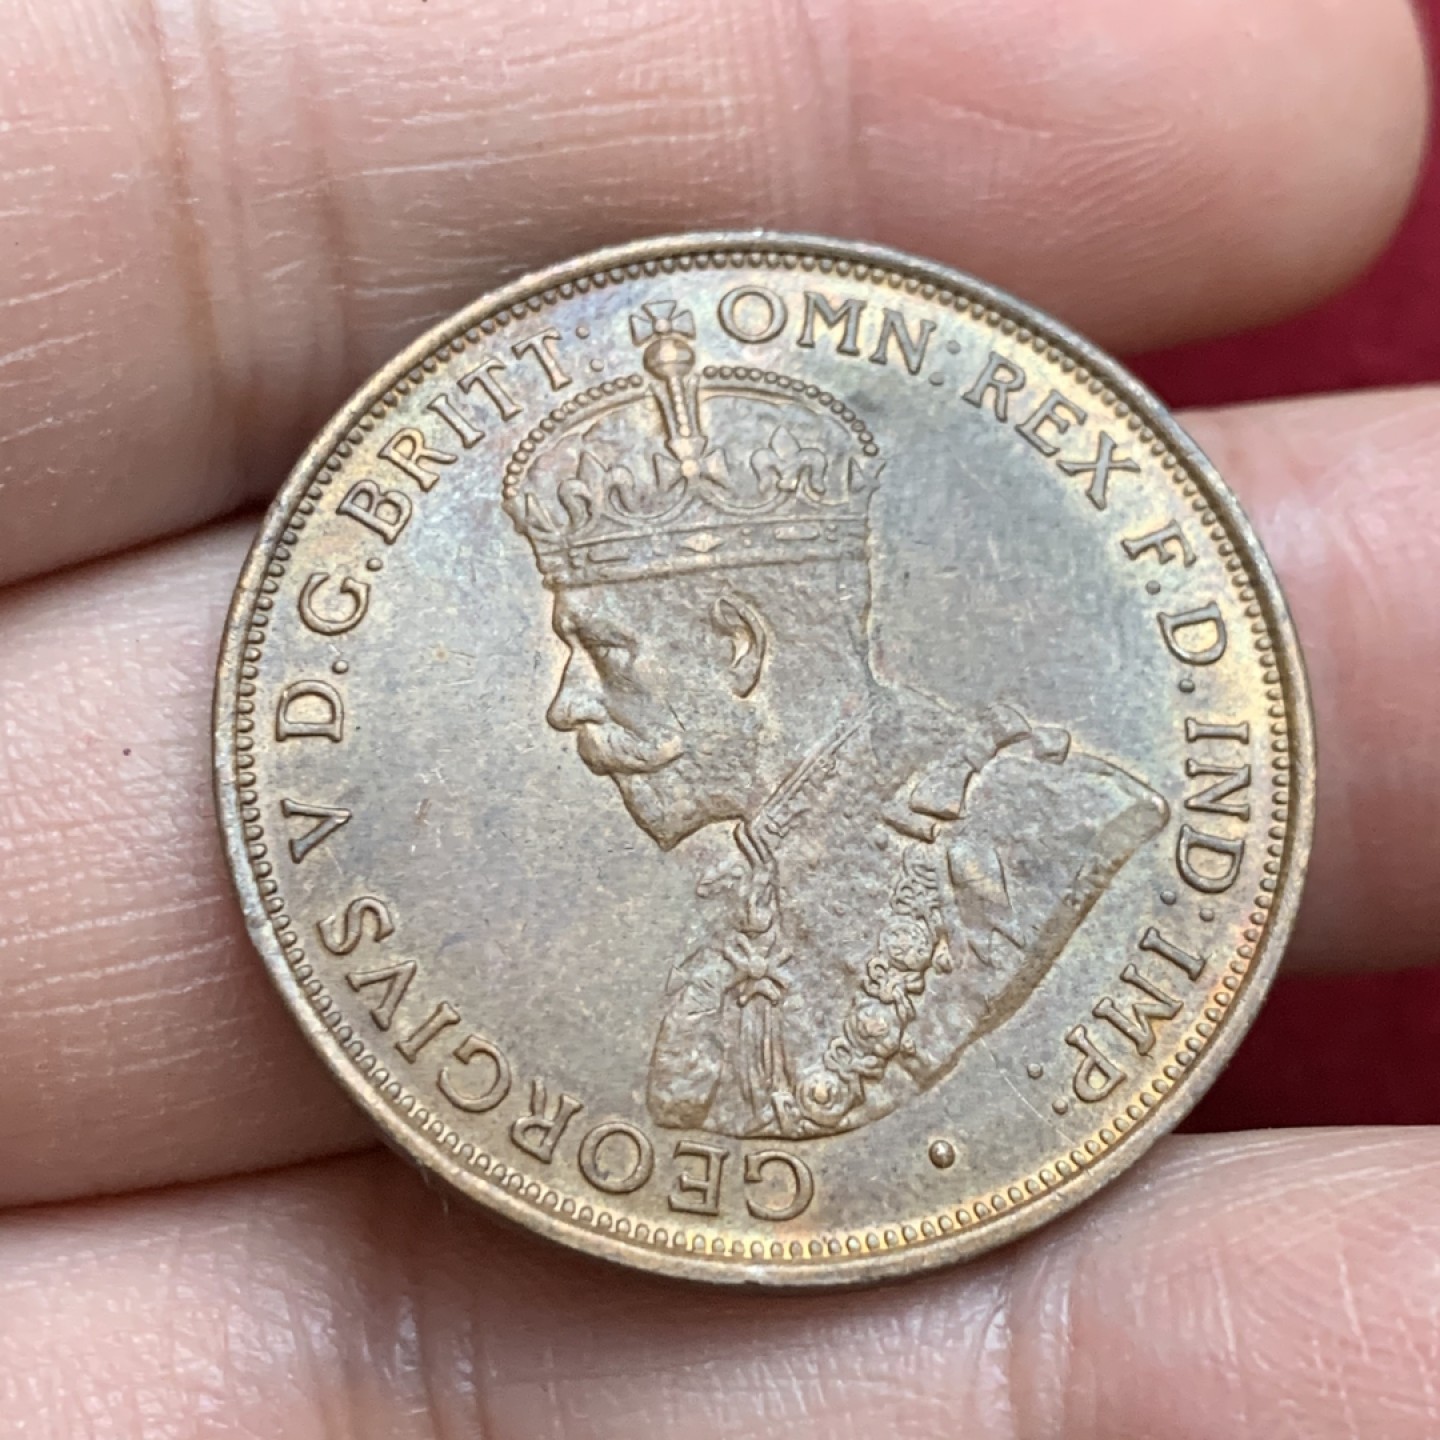 GEORGIVS V D.G.BRITT: OMN: REX F.D. IND: IMP: